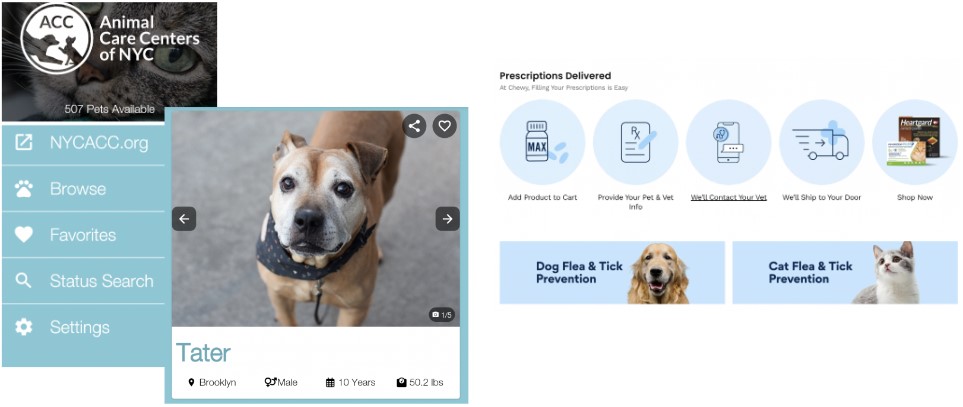 ACC
Animal
Care Centers
of NYC
507 Pets Available
NYCACC.org
Browse
Favorites
Status Search
Settings
1/5
Tater
Brooklyn
Male
10 Years
50.2 lbs
Prescriptions Delivered
At Chewy, Filling Your Prescriptions Is Easy
MAX
Rx
Heartgard
Add Product to Cart
Provide Your Pet & Vet
Info
We'll Contact Your Vet
We'll Ship to Your Door
Shop Now
Dog Flea & Tick
Prevention
Cat Flea & Tick
Prevention